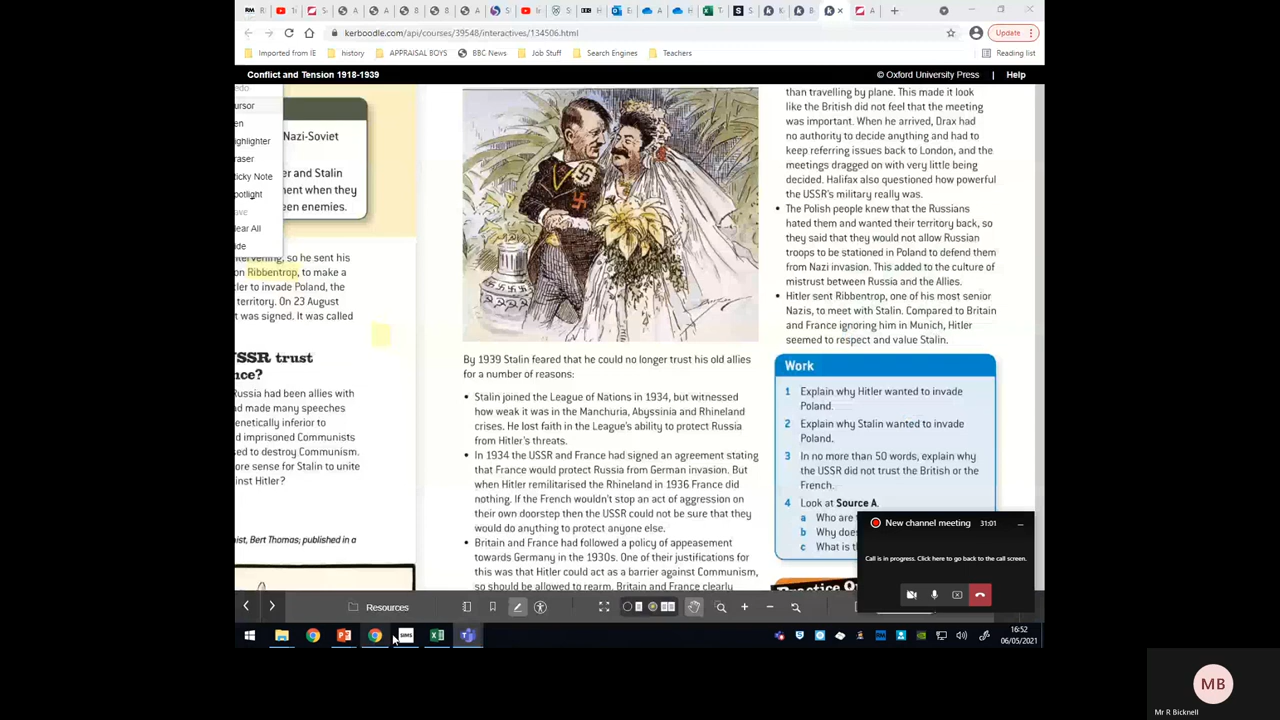 kerboodle.com/api/courses/39548/interactives/134506.html
Update
Imported from IE
history
APPRAISAL BOYS
BBC News
Job Stuff
Search Engines
Teachers
Reading list
Conflict and Tension 1918-1939
© Oxford University Press | Help
edo
ursor
en
ighlighter
raser
ticky Note
potlight
ave
lear All
ide
Nazi-Soviet
er and Stalin
ment when they
een enemies.
tervening, so he sent his
on Ribbentrop, to make a
ler to invade Poland, the
territory. On 23 August
t was signed. It was called
USSR trust
nce?
Russia had been allies with
nd made many speeches
genetically inferior to
d imprisoned Communists
sed to destroy Communism.
ore sense for Stalin to unite
inst Hitler?
nist, Bert Thomas; published in a
By 1939 Stalin feared that he could no longer trust his old allies
for a number of reasons:
• Stalin joined the League of Nations in 1934, but witnessed
how weak it was in the Manchuria, Abyssinia and Rhineland
crises. He lost faith in the League's ability to protect Russia
from Hitler's threats.
• In 1934 the USSR and France had signed an agreement stating
that France would protect Russia from German invasion. But
when Hitler remilitarised the Rhineland in 1936 France did
nothing. If the French wouldn't stop an act of aggression on
their own doorstep then the USSR could not be sure that they
would do anything to protect anyone else.
• Britain and France had followed a policy of appeasement
towards Germany in the 1930s. One of their justifications for
this was that Hitler could act as a barrier against Communism,
so should be allowed to rearm. Britain and France clearly
than travelling by plane. This made it look
like the British did not feel that the meeting
was important. When he arrived, Drax had
no authority to decide anything and had to
keep referring issues back to London, and the
meetings dragged on with very little being
decided. Halifax also questioned how powerful
the USSR's military really was.
• The Polish people knew that the Russians
hated them and wanted their territory back, so
they said that they would not allow Russian
troops to be stationed in Poland to defend them
from Nazi invasion. This added to the culture of
mistrust between Russia and the Allies.
• Hitler sent Ribbentrop, one of his most senior
Nazis, to meet with Stalin. Compared to Britain
and France ignoring him in Munich, Hitler
seemed to respect and value Stalin.
Work
1 Explain why Hitler wanted to invade
Poland.
2 Explain why Stalin wanted to invade
Poland.
3 In no more than 50 words, explain why
the USSR did not trust the British or the
French.
4 Look at Source A.
a Who are
b Why does
c What is th
New channel meeting 31:01
Call is in progress. Click here to go back to the call screen.
Resources
SIMS
16:52
06/05/2021
MB
Mr R Bicknell